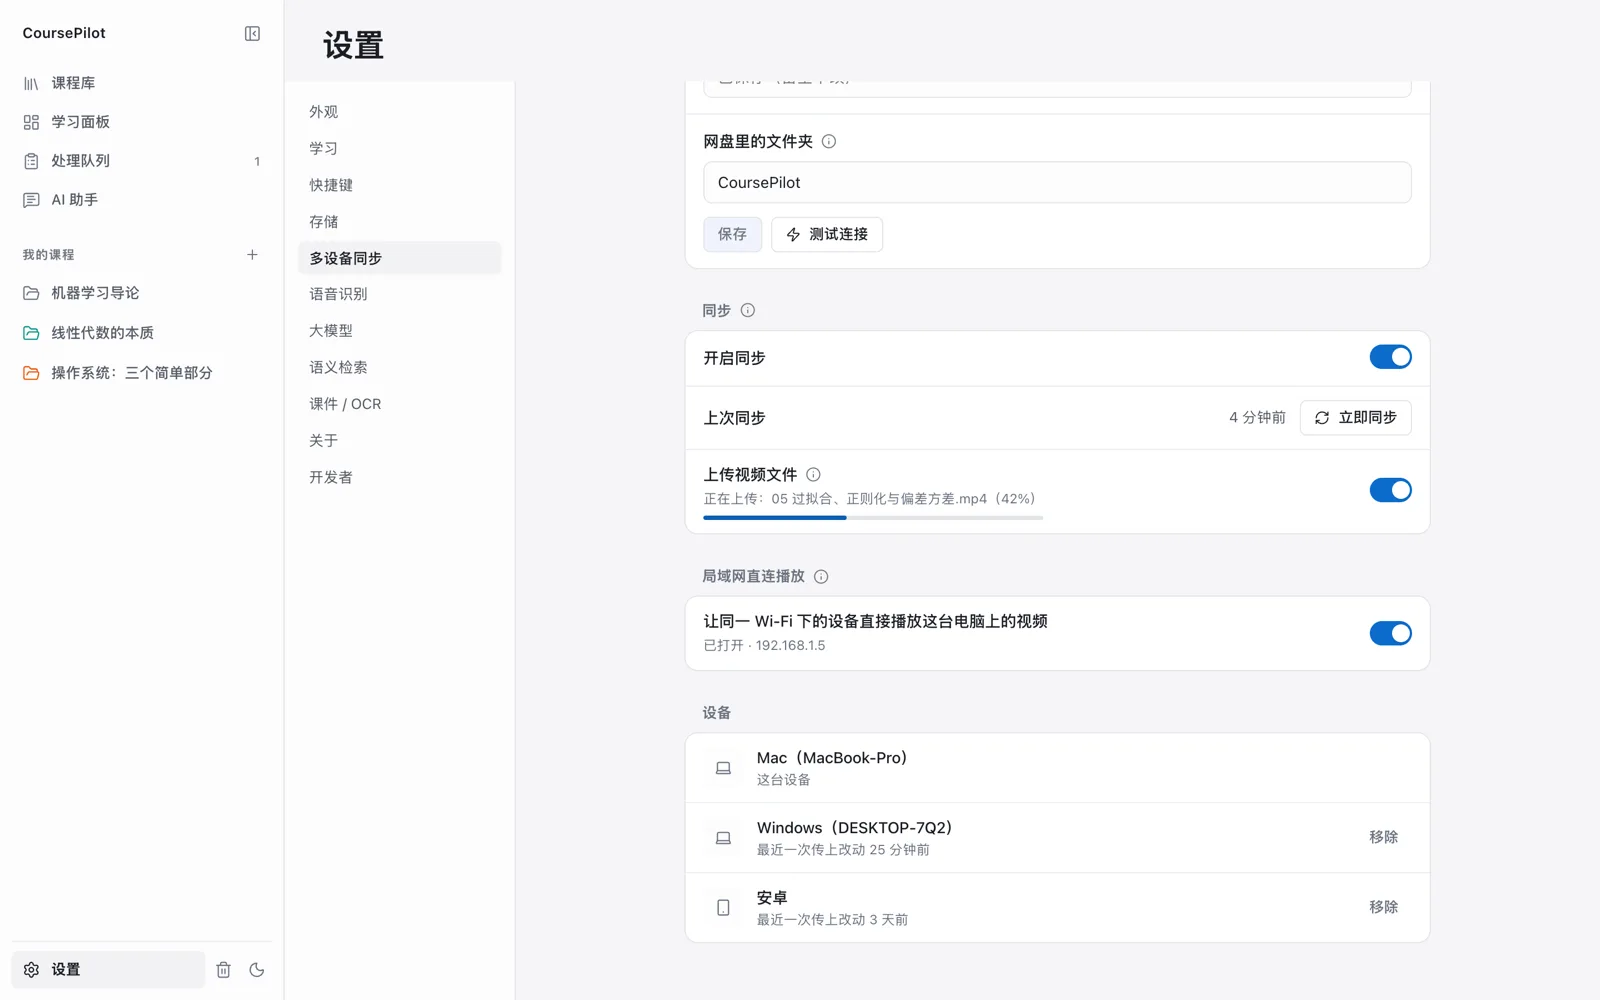 CoursePilot
课程库
学习面板
处理队列 1
AI 助手
我的课程
机器学习导论
线性代数的本质
操作系统：三个简单部分
设置
设置
外观
学习
快捷键
存储
多设备同步
语音识别
大模型
语义检索
课件 / OCR
关于
开发者
网盘里的文件夹
CoursePilot
保存 测试连接
同步
开启同步
上次同步 4 分钟前 立即同步
上传视频文件
正在上传：05 过拟合、正则化与偏差方差.mp4（42%）
局域网直连播放
让同一 Wi-Fi 下的设备直接播放这台电脑上的视频
已打开 · 192.168.1.5
设备
Mac（MacBook-Pro）
这台设备
Windows（DESKTOP-7Q2）
最近一次传上改动 25 分钟前
移除
安卓
最近一次传上改动 3 天前
移除